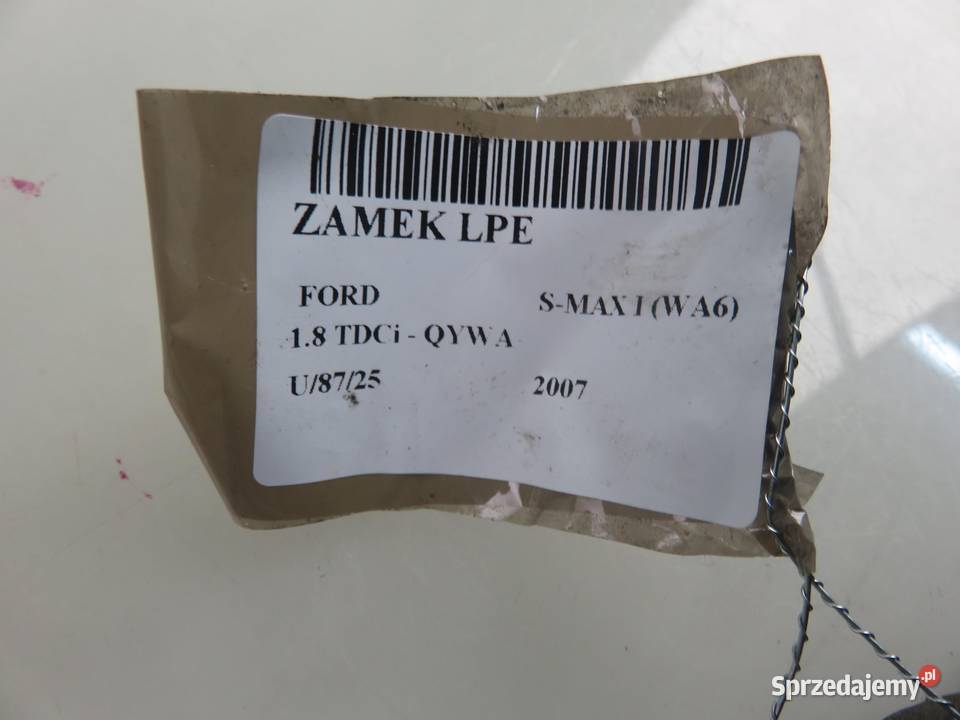 ZAMEK LPE
FORD S-MAX I (WA6)
1.8 TDCi - QYWA
U/87/25 2007
Sprzedajemy.pl